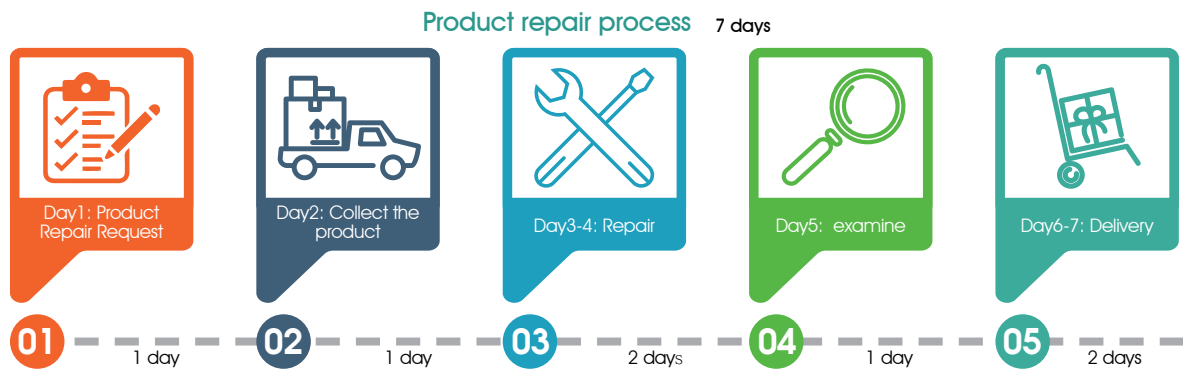 Product repair process 7 days
Day1: Product
Repair Request
Day2: Collect the
product
Day3-4: Repair
Day5: examine
Day6-7: Delivery
01
02
03
04
05
1 day
1 day
2 days
1 day
2 days